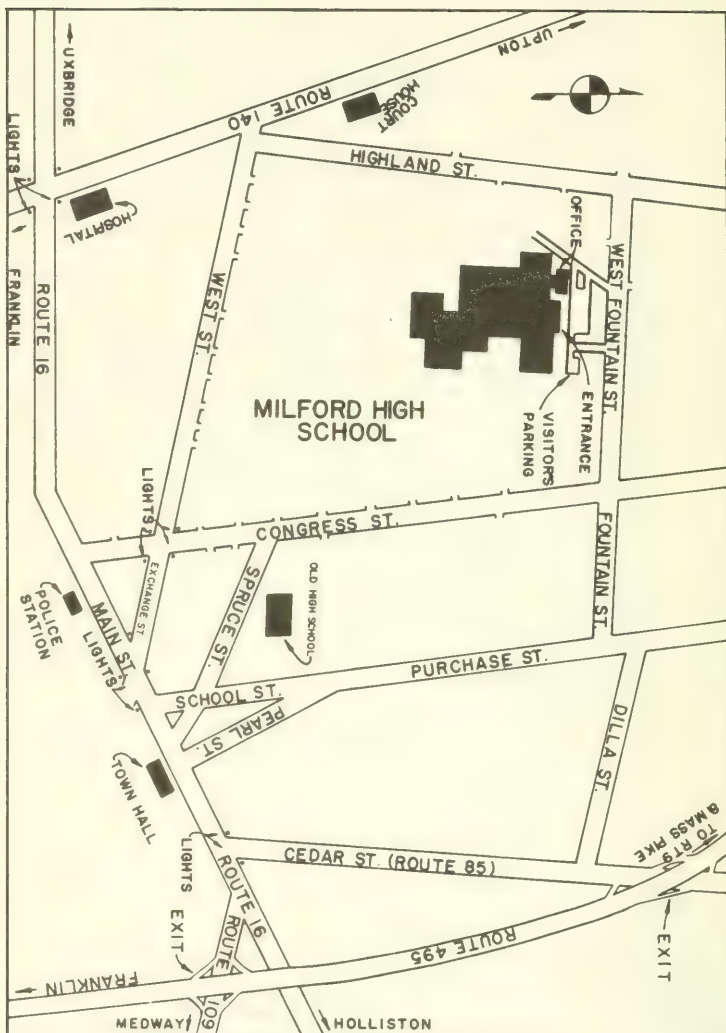 UXBRIDGE
UPTON
ROUTE 140
COURT
HOUSE
HIGHLAND ST.
LIGHTS
HOSPITAL
FRANKLIN
ROUTE 16
WEST ST.
OFFICE
WEST FOUNTAIN ST.
ENTRANCE
VISITOR'S
PARKING
MILFORD HIGH
SCHOOL
LIGHTS
CONGRESS ST.
EXCHANGE ST.
SPRUCE ST.
OLD HIGH SCHOOL
FOUNTAIN ST.
POLICE
STATION
MAIN ST.
LIGHTS
SCHOOL ST.
PURCHASE ST.
PEARL ST.
DILLA ST.
TOWN HALL
TO RT 9
& MASS PIKE
LIGHTS
CEDAR ST. (ROUTE 85)
ROUTE 16
EXIT
EXIT
ROUTE 109
ROUTE 495
FRANKLIN
MEDWAY
HOLLISTON